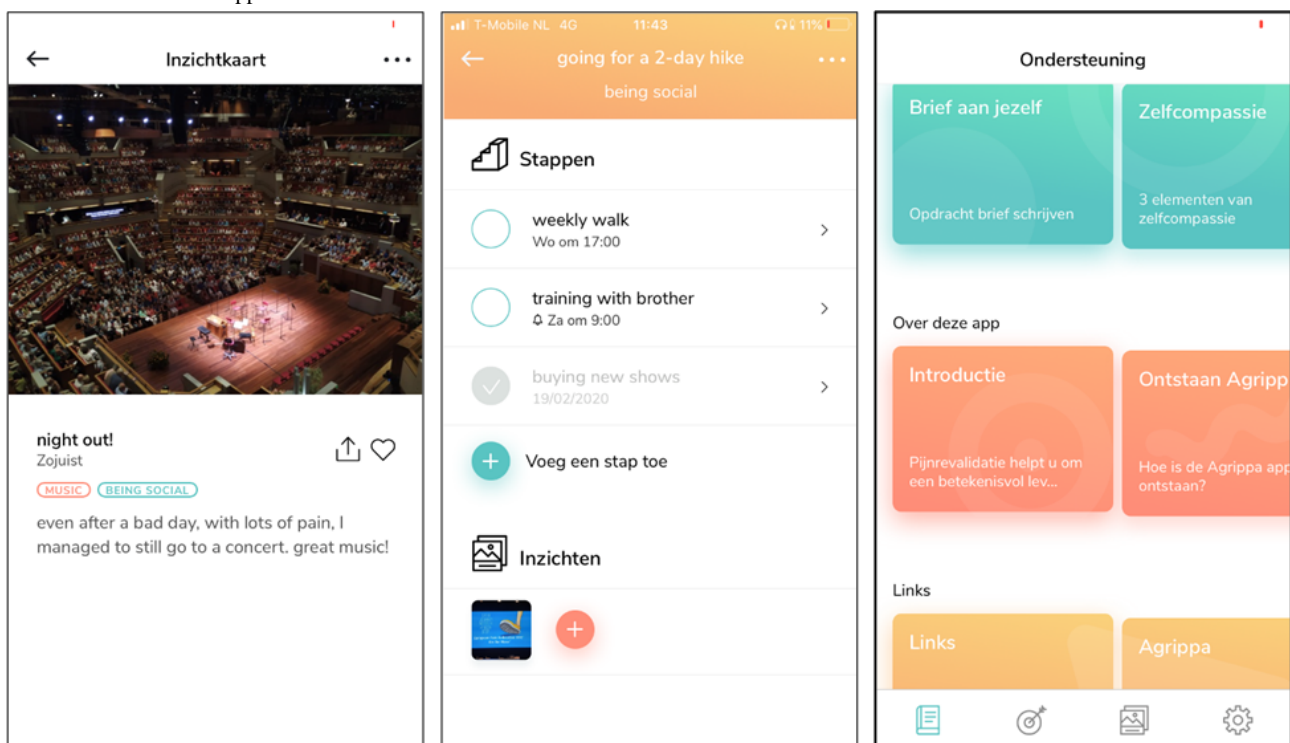 Inzichtkaart
night out!
Zojuist
MUSIC BEING SOCIAL
even after a bad day, with lots of pain, I
managed to still go to a concert. great music!
T-Mobile NL 4G 11:43 11%
going for a 2-day hike
being social
Stappen
weekly walk
Wo om 17:00
training with brother
Za om 9:00
buying new shows
19/02/2020
Voeg een stap toe
Inzichten
Ondersteuning
Brief aan jezelf
Opdracht brief schrijven
Zelfcompassie
3 elementen van
zelfcompassie
Over deze app
Introductie
Pijnrevalidatie helpt u om
een betekenisvol lev...
Ontstaan Agripp
Hoe is de Agrippa app
ontstaan?
Links
Links
Agrippa